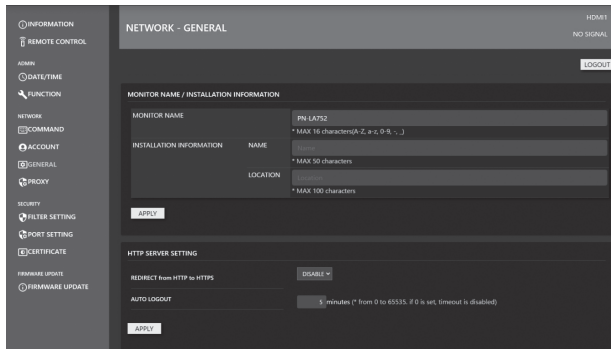 INFORMATION
REMOTE CONTROL
ADMIN
DATE/TIME
FUNCTION
NETWORK
COMMAND
ACCOUNT
GENERAL
PROXY
SECURITY
FILTER SETTING
PORT SETTING
CERTIFICATE
FIRMWARE UPDATE
FIRMWARE UPDATE
NETWORK - GENERAL
HDMI1
NO SIGNAL
LOGOUT
MONITOR NAME / INSTALLATION INFORMATION
MONITOR NAME
PN-LA752
* MAX 16 characters(A-Z, a-z, 0-9, -, _)
INSTALLATION INFORMATION NAME
Name
* MAX 50 characters
LOCATION
Location
* MAX 100 characters
APPLY
HTTP SERVER SETTING
REDIRECT from HTTP to HTTPS DISABLE
AUTO LOGOUT 5 minutes (* from 0 to 65535. if 0 is set, timeout is disabled)
APPLY